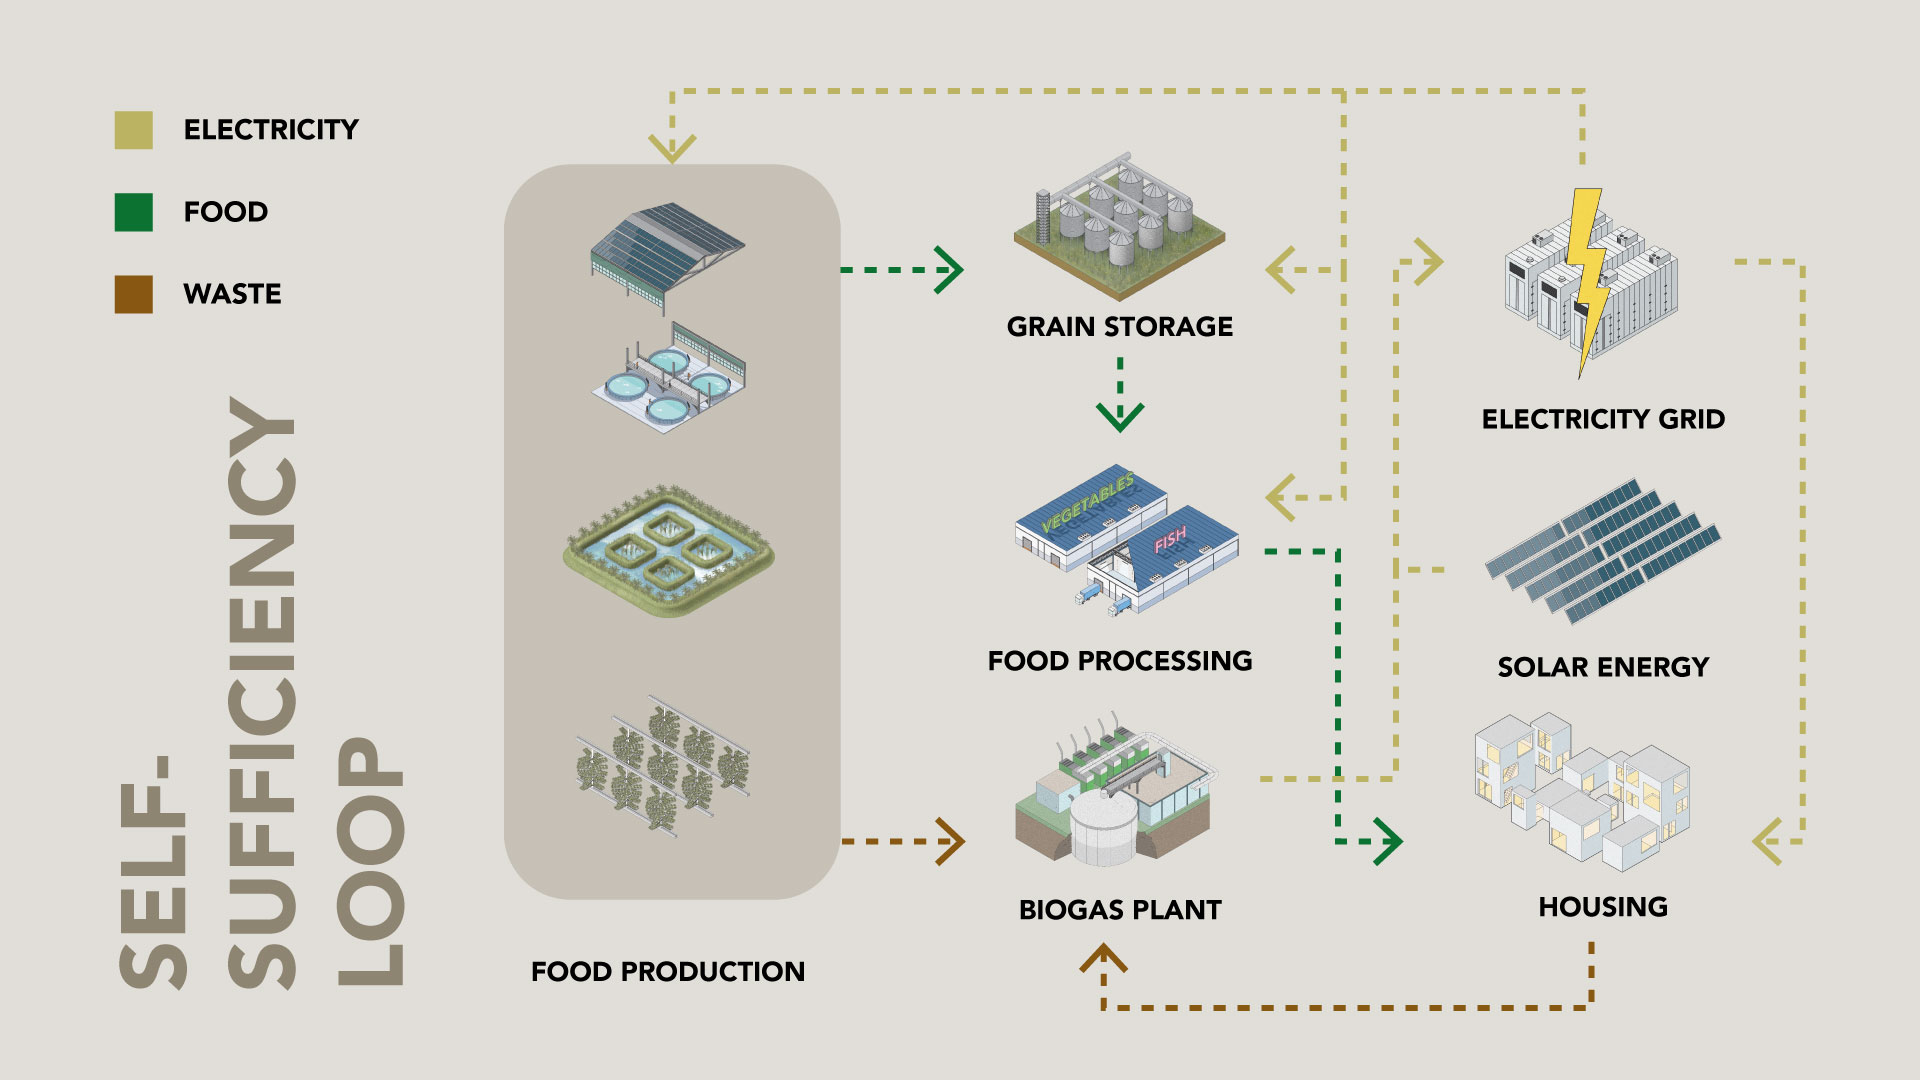 ELECTRICITY
FOOD
WASTE
SELF-
SUFFICIENCY
LOOP
FOOD PRODUCTION
GRAIN STORAGE
VEGETABLES
FISH
FOOD PROCESSING
BIOGAS PLANT
ELECTRICITY GRID
SOLAR ENERGY
HOUSING